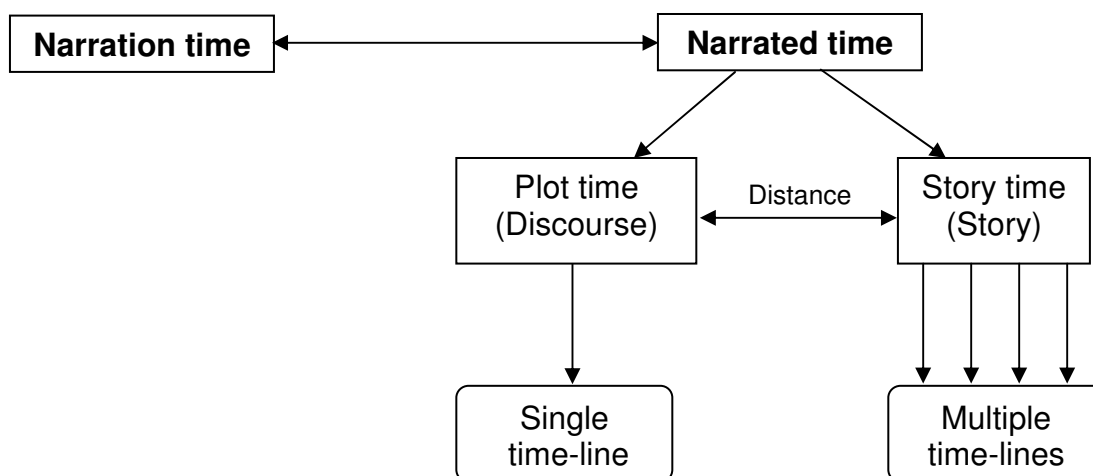 Narration time
Narrated time
Plot time
(Discourse)
Distance
Story time
(Story)
Single
time-line
Multiple
time-lines